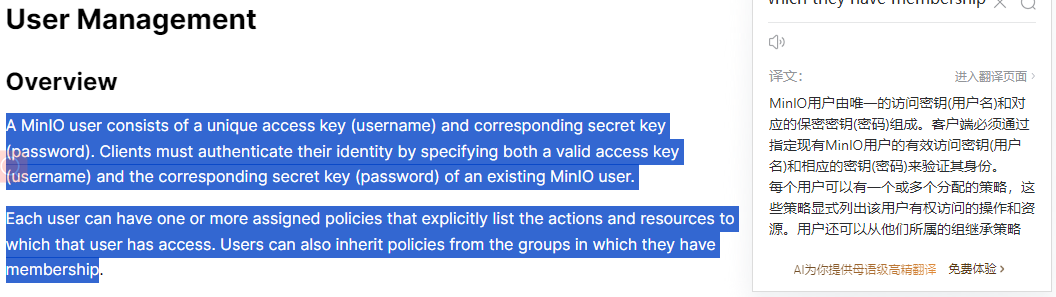 User Management
Overview
A MinIO user consists of a unique access key (username) and corresponding secret key
(password). Clients must authenticate their identity by specifying both a valid access key
(username) and the corresponding secret key (password) of an existing MinIO user.
Each user can have one or more assigned policies that explicitly list the actions and resources to
which that user has access. Users can also inherit policies from the groups in which they have
membership.
which they have membership
译文:
进入翻译页面 >
MinIO用户由唯一的访问密钥(用户名)和对
应的保密密钥(密码)组成。客户端必须通过
指定现有MinIO用户的有效访问密钥(用户
名)和相应的密钥(密码)来验证其身份。
每个用户可以有一个或多个分配的策略，这
些策略显式列出该用户有权访问的操作和资
源。用户还可以从他们所属的组继承策略
AI为你提供母语级高精翻译 免费体验 >